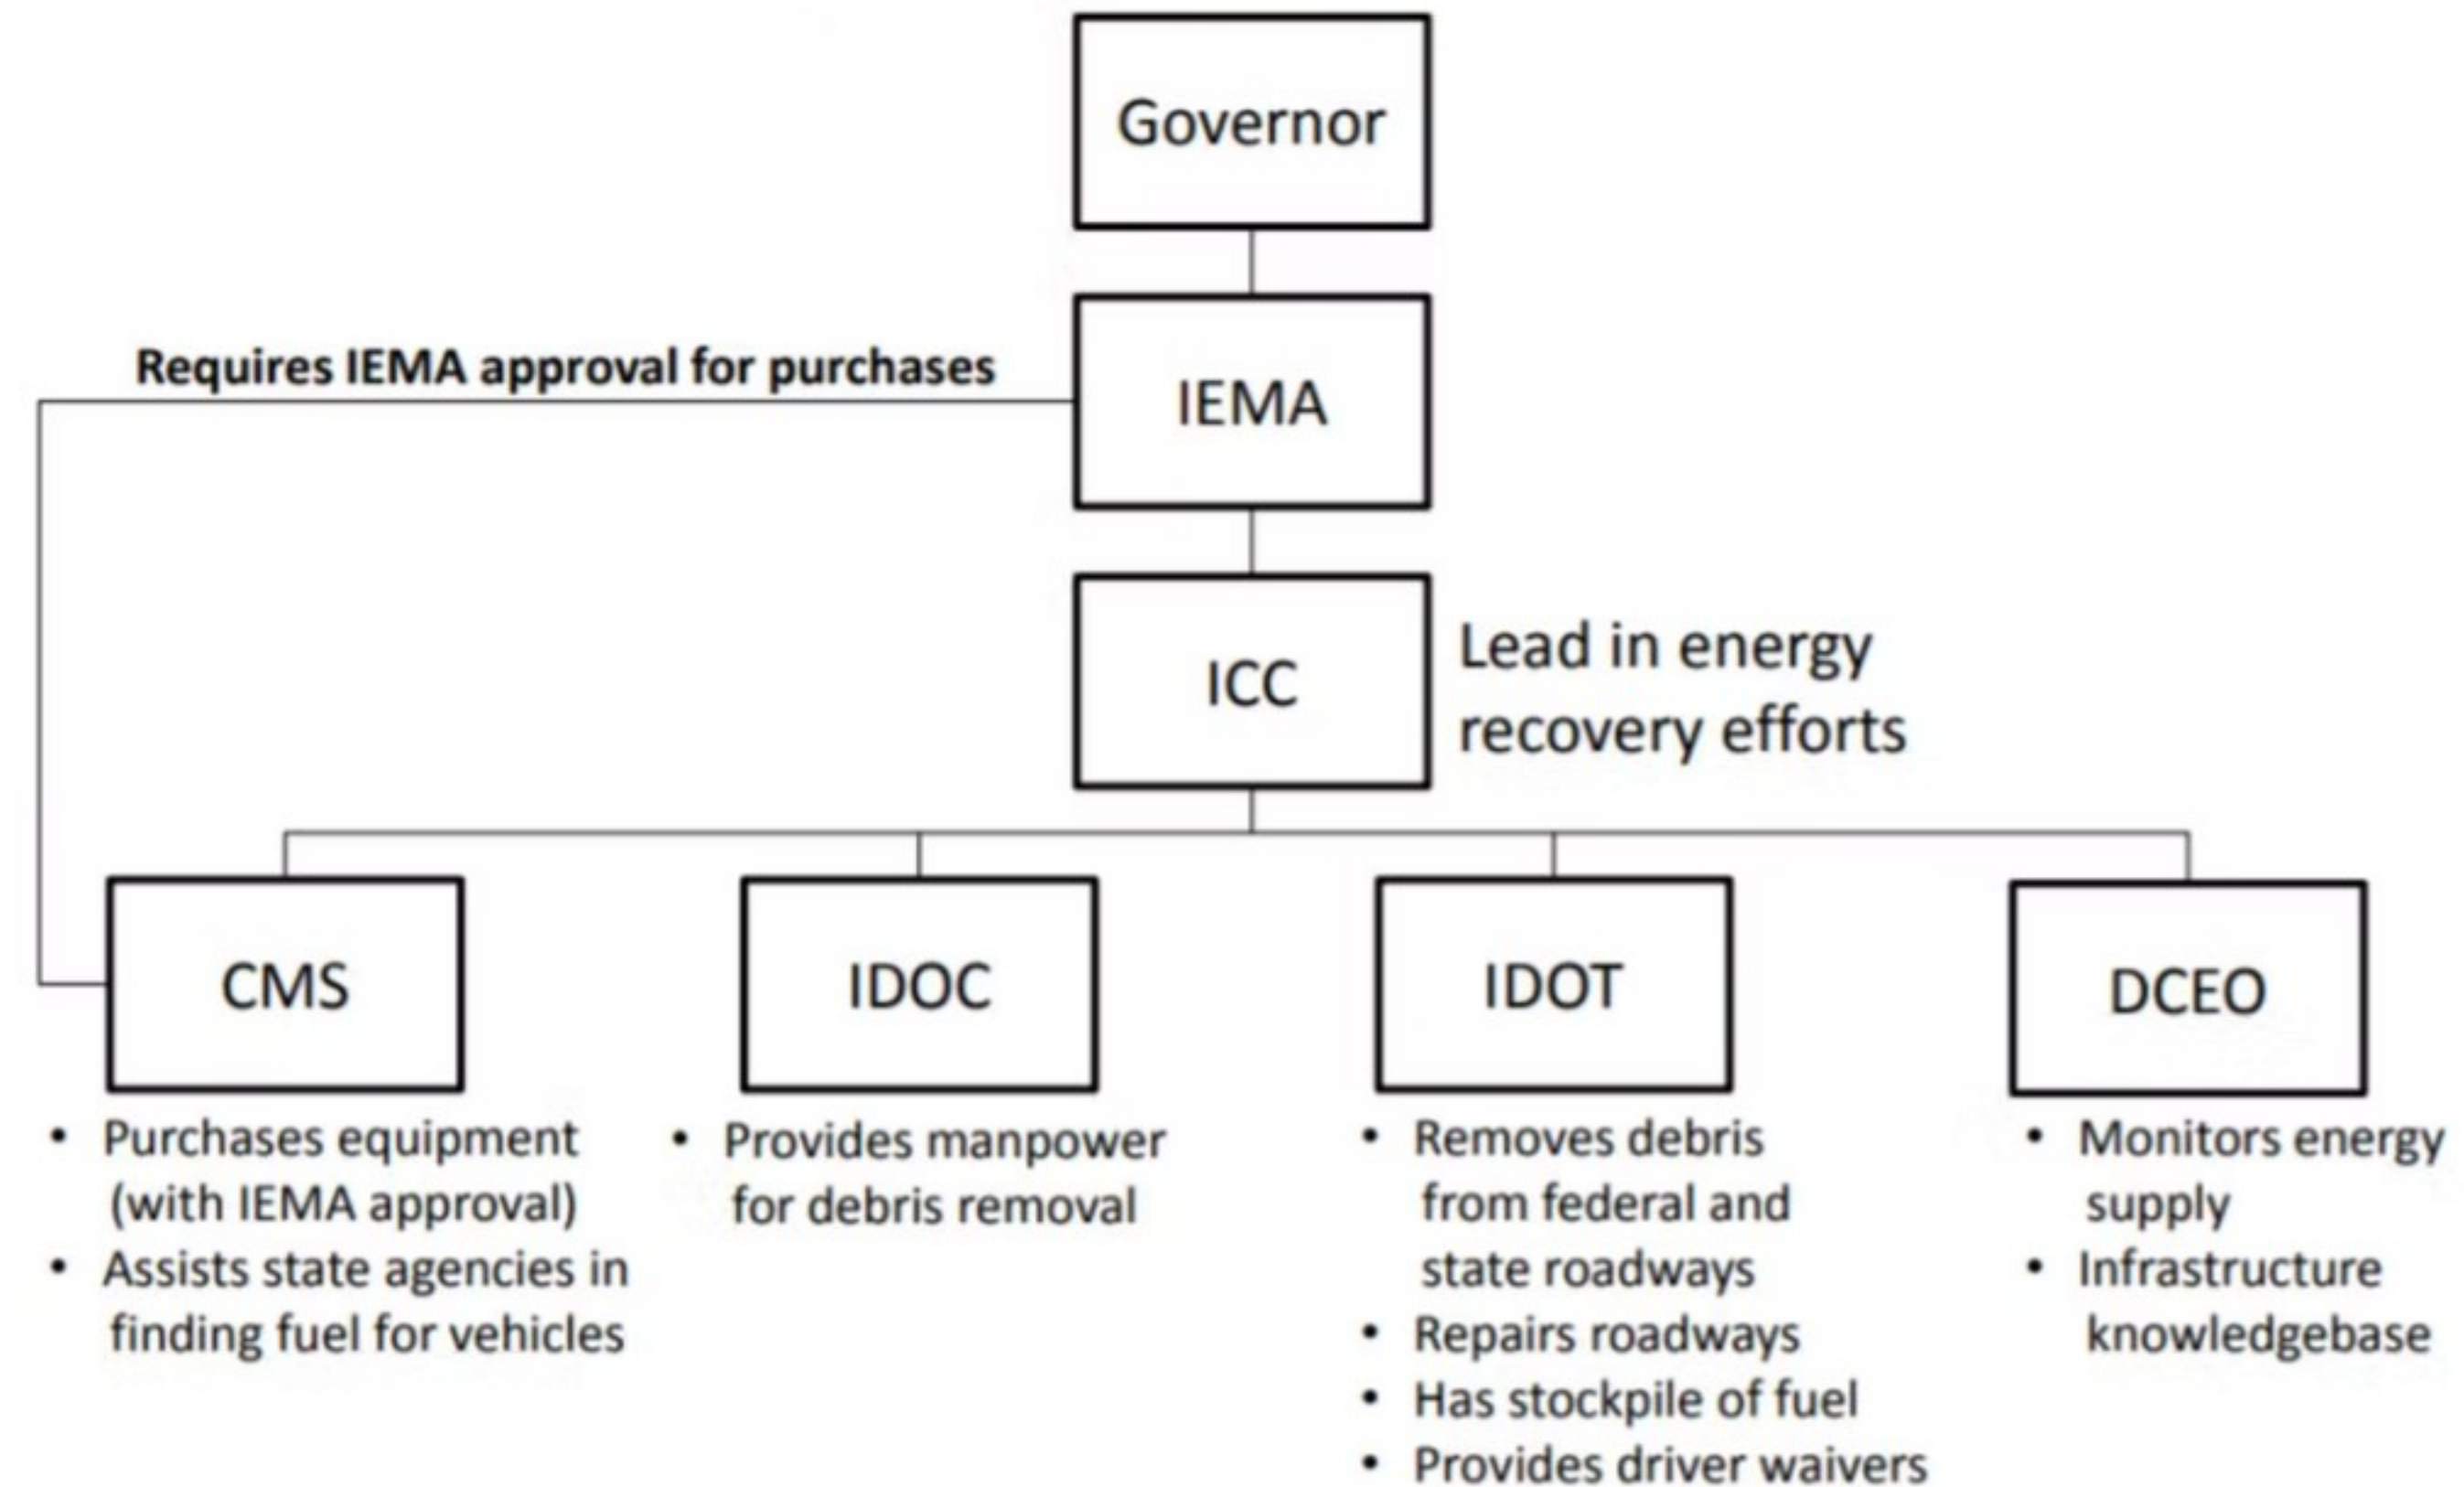 Governor
Requires IEMA approval for purchases
IEMA
ICC
Lead in energy
recovery efforts
CMS
IDOC
IDOT
DCEO
• Purchases equipment
(with IEMA approval)
• Assists state agencies in
finding fuel for vehicles
• Provides manpower
for debris removal
• Removes debris
from federal and
state roadways
• Repairs roadways
• Has stockpile of fuel
• Provides driver waivers
• Monitors energy
supply
• Infrastructure
knowledgebase